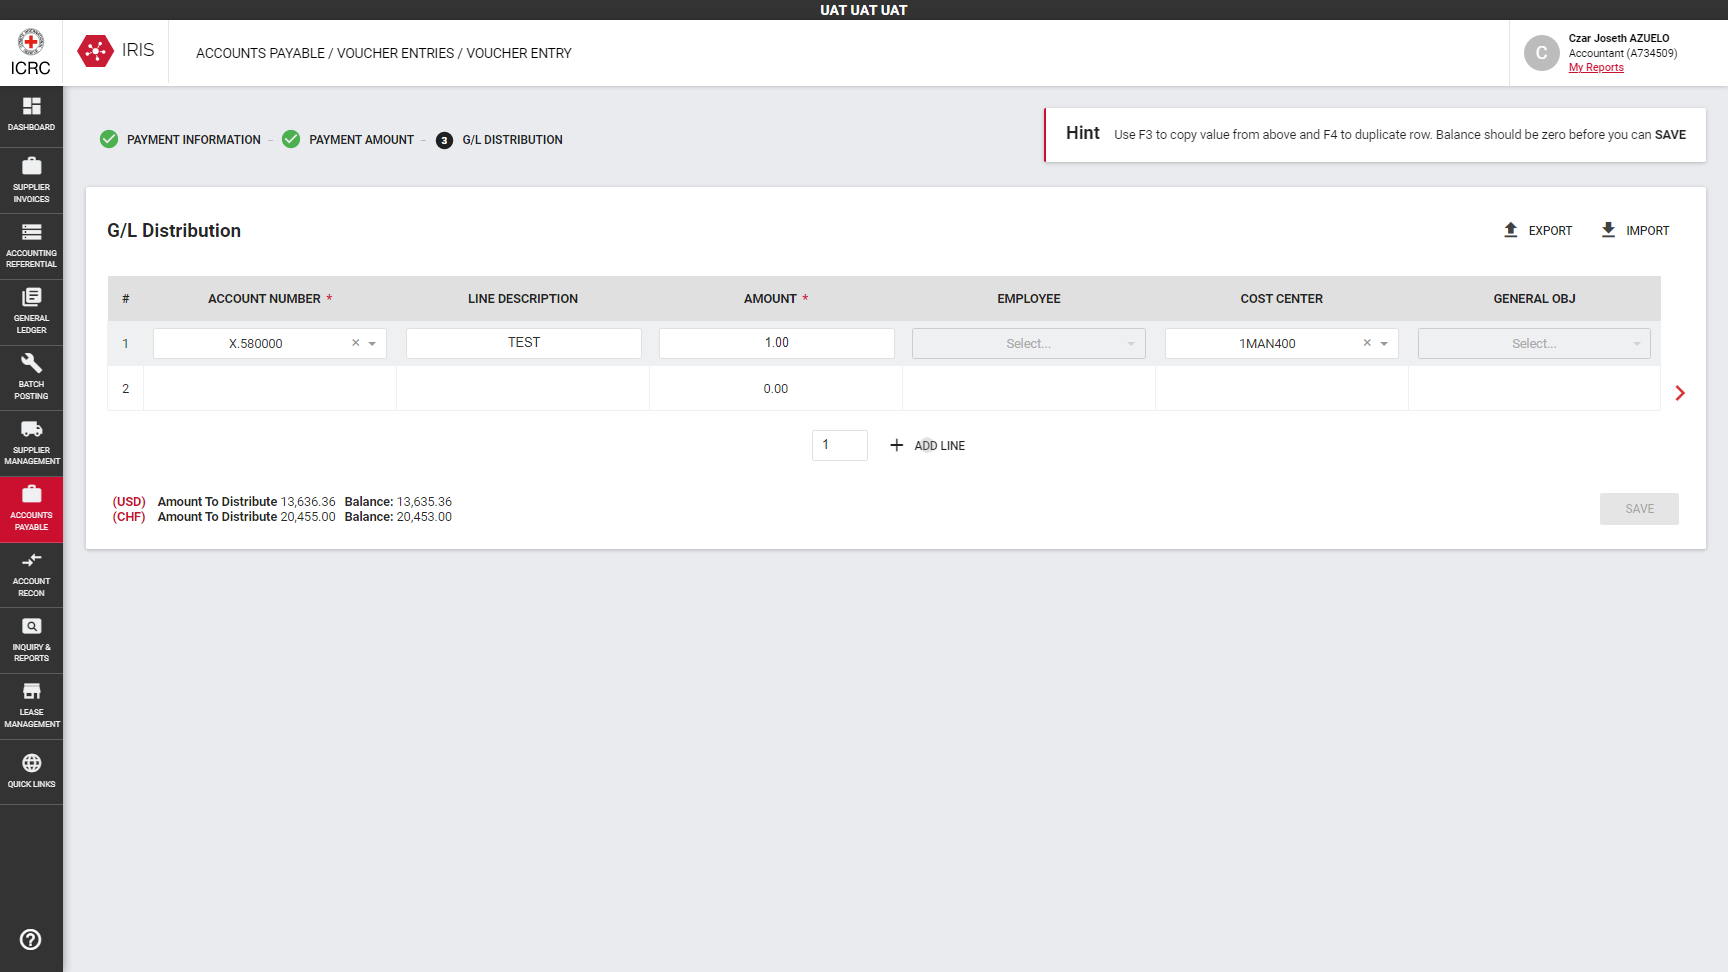 UAT UAT UAT
ICRC
IRIS
ACCOUNTS PAYABLE / VOUCHER ENTRIES / VOUCHER ENTRY
C
Czar Joseth AZUELO
Accountant (A734509)
My Reports
DASHBOARD
SUPPLIER
INVOICES
ACCOUNTING
REFERENTIAL
GENERAL
LEDGER
BATCH
POSTING
SUPPLIER
MANAGEMENT
ACCOUNTS
PAYABLE
ACCOUNT
RECON
INQUIRY &
REPORTS
LEASE
MANAGEMENT
QUICK LINKS
PAYMENT INFORMATION – PAYMENT AMOUNT – 3 G/L DISTRIBUTION
Hint Use F3 to copy value from above and F4 to duplicate row. Balance should be zero before you can SAVE
G/L Distribution
EXPORT IMPORT
# ACCOUNT NUMBER * LINE DESCRIPTION AMOUNT * EMPLOYEE COST CENTER GENERAL OBJ
1 X.580000 TEST 1.00 Select... 1MAN400 Select...
2 0.00
1 ADD LINE
(USD) Amount To Distribute 13,636.36 Balance: 13,635.36
(CHF) Amount To Distribute 20,455.00 Balance: 20,453.00
SAVE